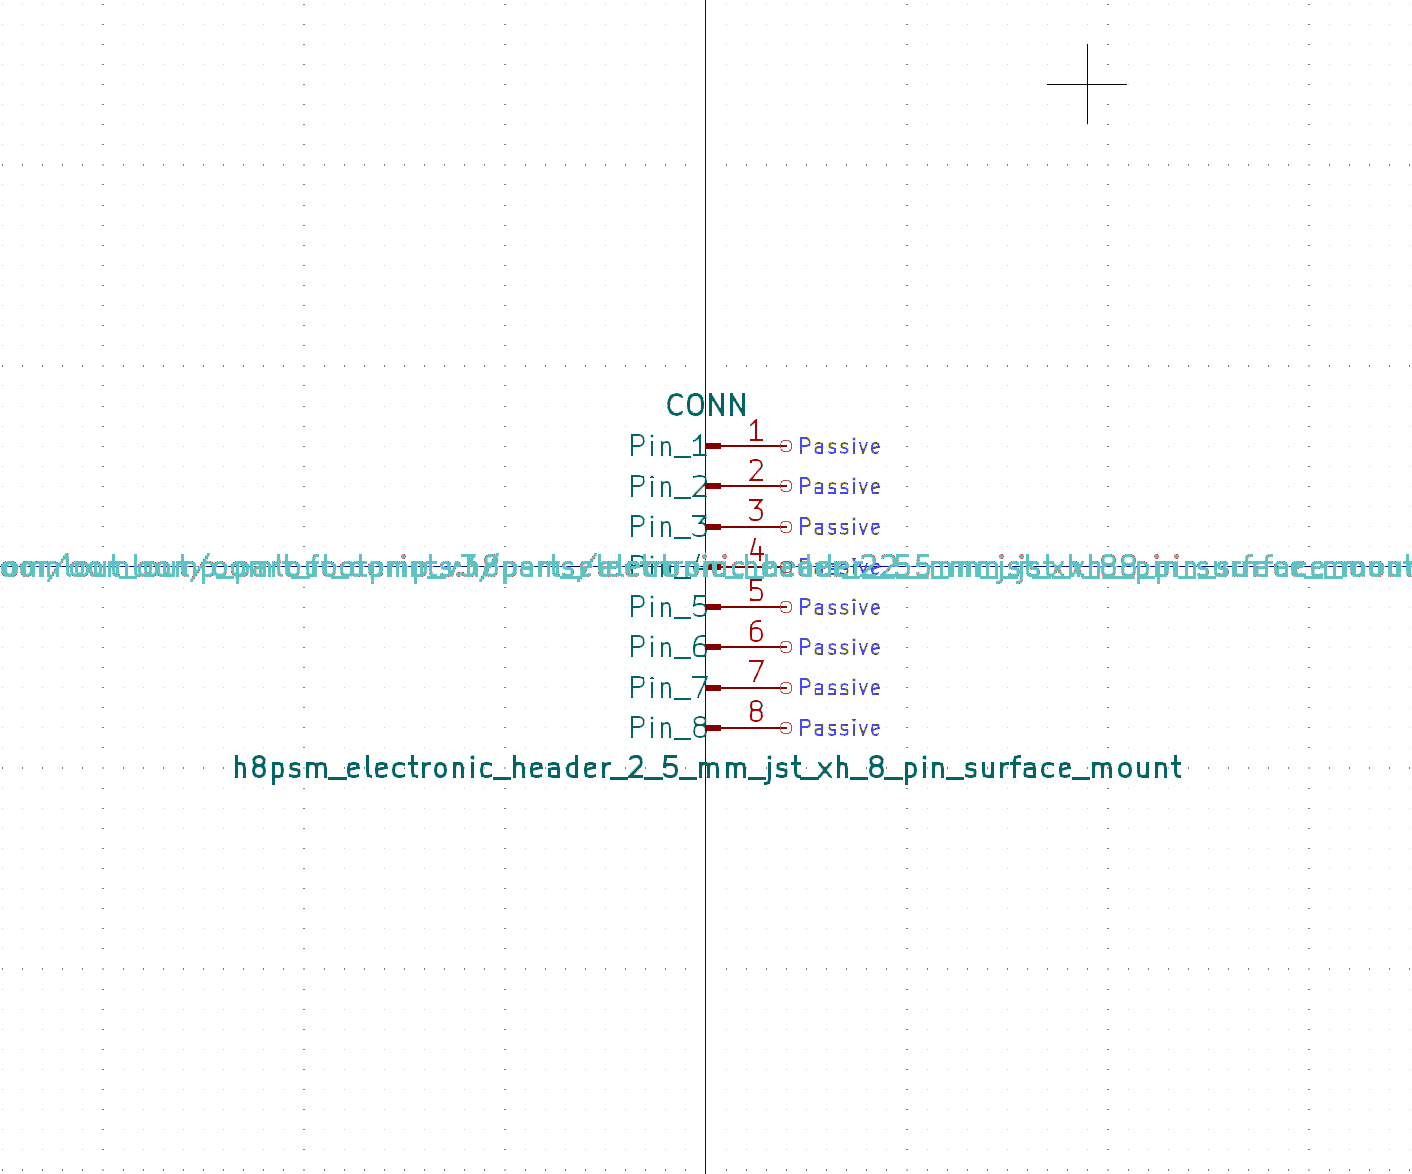 CONN
Pin_1 1 Passive
Pin_2 2 Passive
Pin_3 3 Passive
4
Pin_5 5 Passive
Pin_6 6 Passive
Pin_7 7 Passive
Pin_8 8 Passive
h8psm_electronic_header_2_5_mm_jst_xh_8_pin_surface_mount